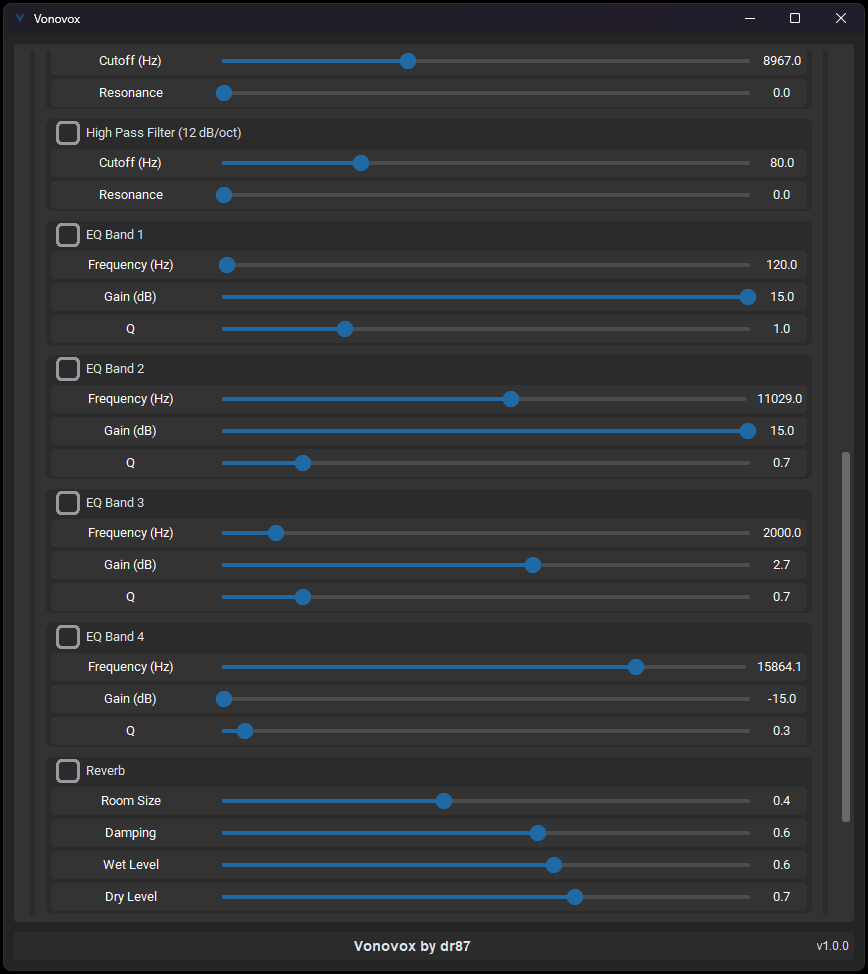 Vonovox
Cutoff (Hz) 8967.0
Resonance 0.0
High Pass Filter (12 dB/oct)
Cutoff (Hz) 80.0
Resonance 0.0
EQ Band 1
Frequency (Hz) 120.0
Gain (dB) 15.0
Q 1.0
EQ Band 2
Frequency (Hz) 11029.0
Gain (dB) 15.0
Q 0.7
EQ Band 3
Frequency (Hz) 2000.0
Gain (dB) 2.7
Q 0.7
EQ Band 4
Frequency (Hz) 15864.1
Gain (dB) -15.0
Q 0.3
Reverb
Room Size 0.4
Damping 0.6
Wet Level 0.6
Dry Level 0.7
Vonovox by dr87 v1.0.0